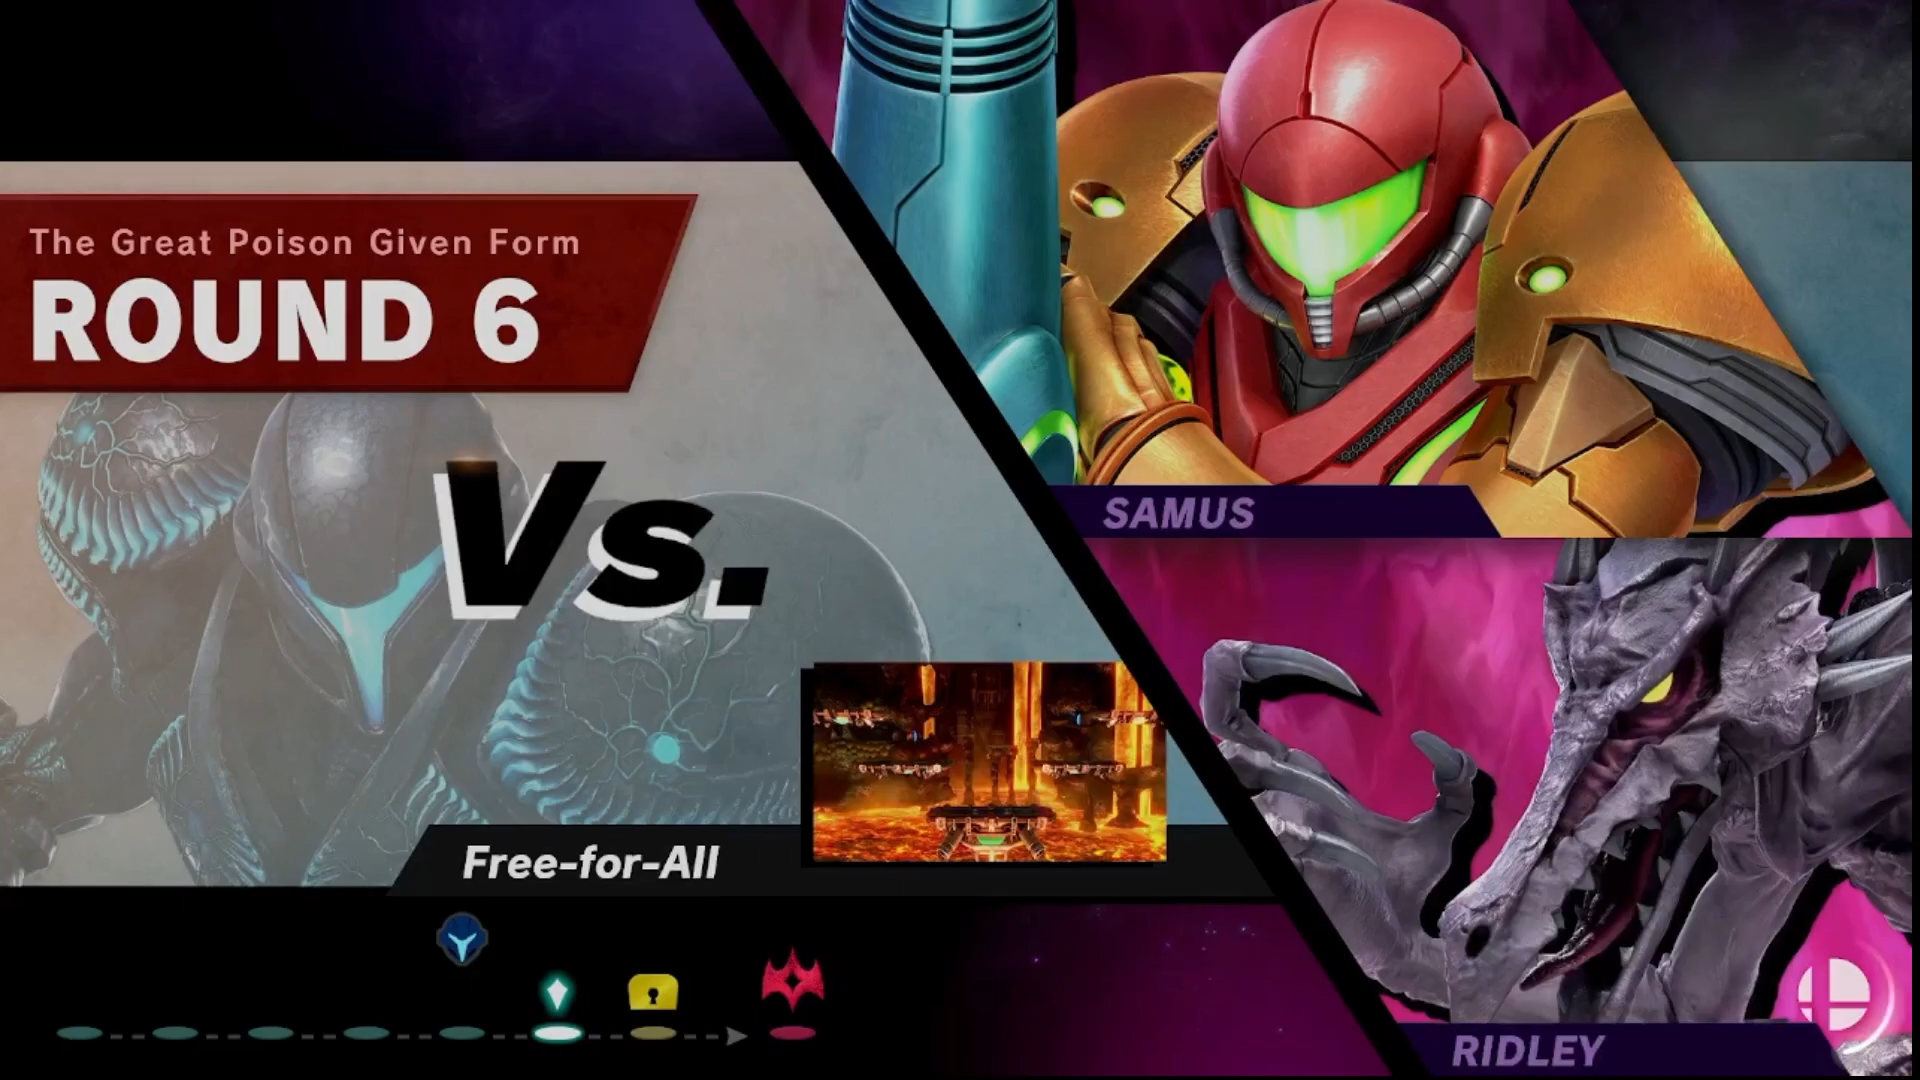 The Great Poison Given Form
ROUND 6
Vs.
SAMUS
Free-for-All
RIDLEY